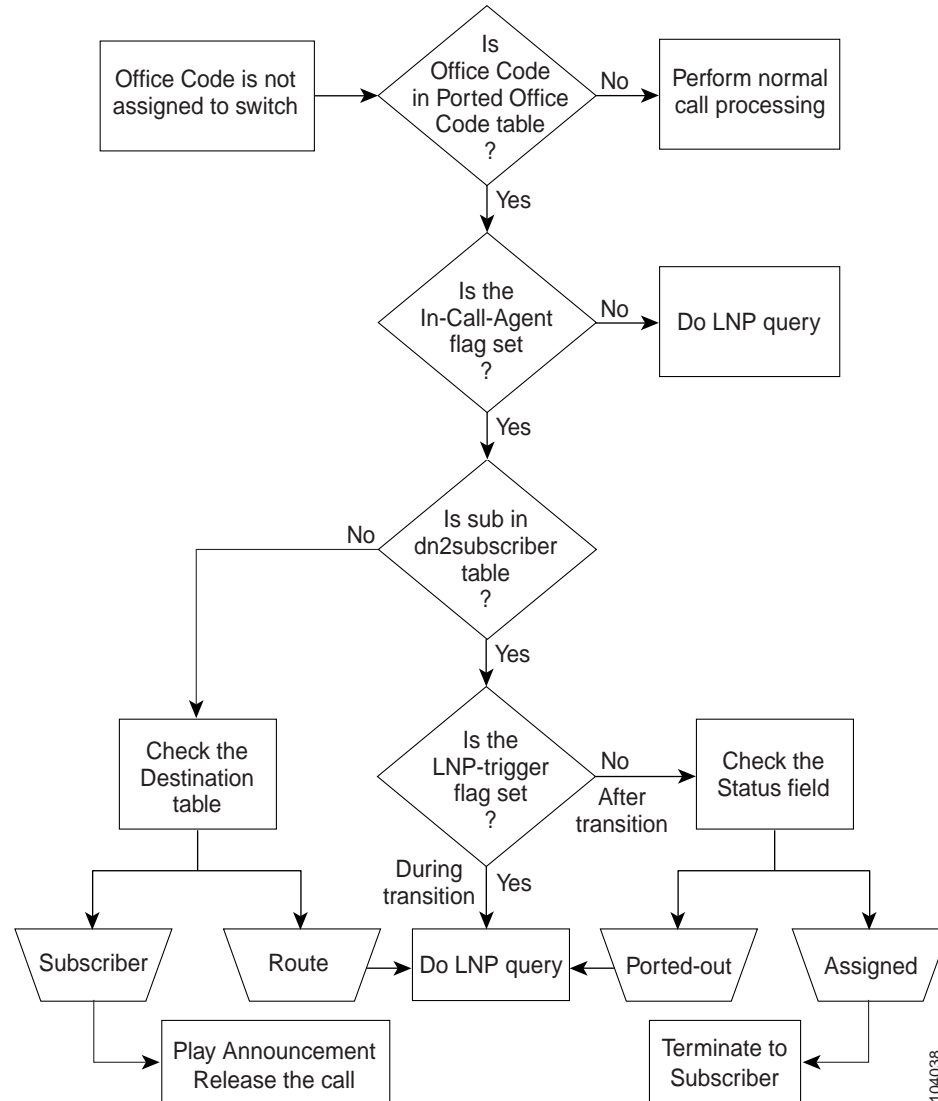 Office Code is not
assigned to switch
Is
Office Code
in Ported Office
Code table
?
No
Perform normal
call processing
Yes
Is the
In-Call-Agent
flag set
?
No
Do LNP query
Yes
Is sub in
dn2subscriber
table
?
No
Yes
Check the
Destination
table
Is the
LNP-trigger
flag set
?
No
After
transition
Check the
Status field
During
transition
Yes
Subscriber
Route
Do LNP query
Ported-out
Assigned
Play Announcement
Release the call
Terminate to
Subscriber
104038